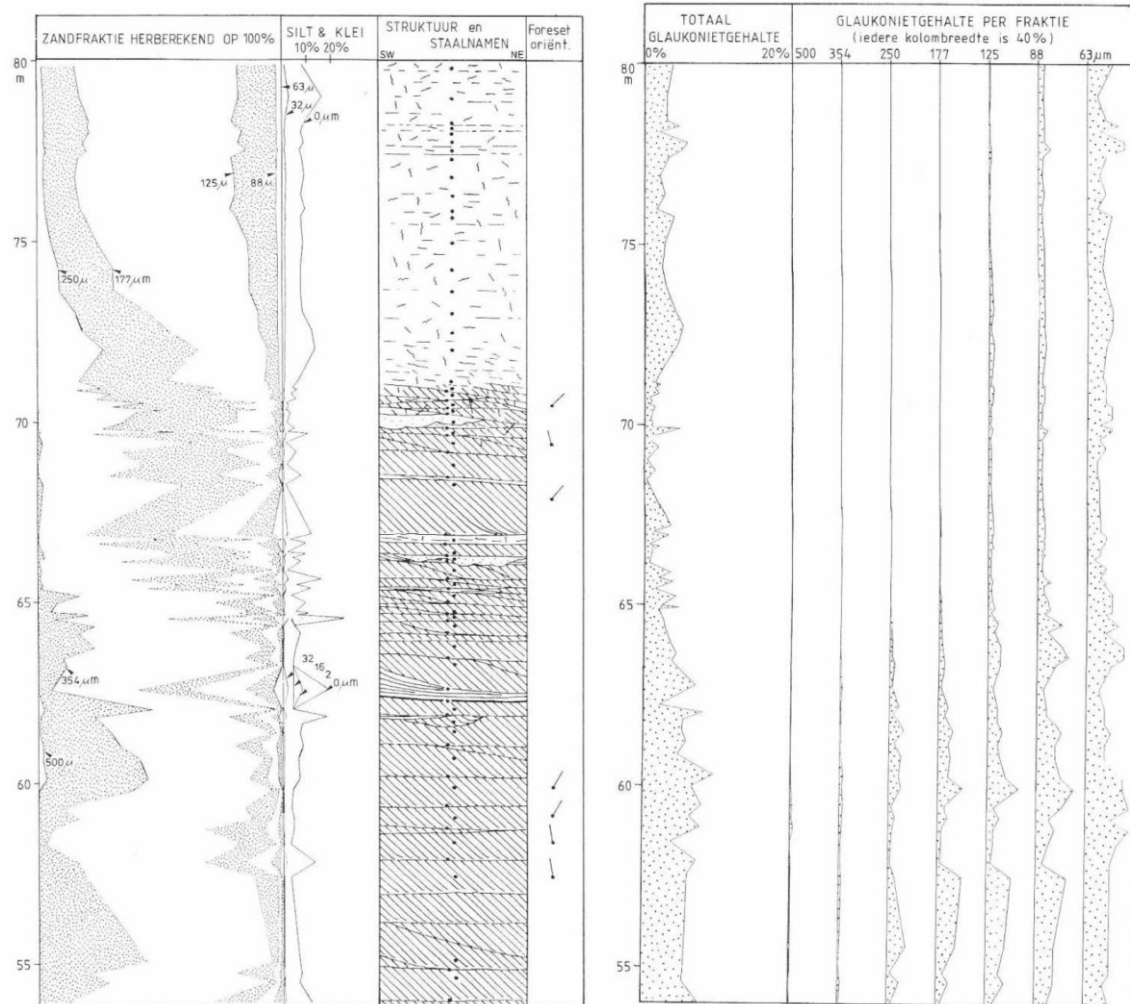 ZANDFRAKTIE HERBEREKEND OP 100%
SILT & KLEI
10% 20%
STRUKTUUR en
STAALNAMEN
SW NE
Foreset
oriënt.
80
m
63µ
32µ
0µm
125µ
88µ
75
250µ
177µm
70
65
354µm
32
16
2
0µm
500µ
60
55
TOTAAL
GLAUKONIETGEHALTE
0% 20%
GLAUKONIETGEHALTE PER FRAKTIE
(iedere kolombreedte is 40%)
500 354 250 177 125 88 63µm
80
m
75
70
65
60
55